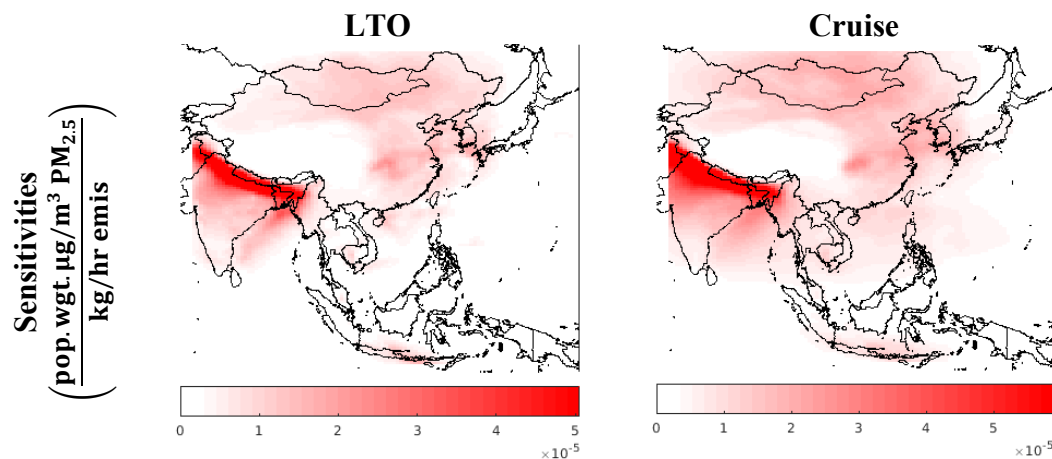 LTO
Cruise
Sensitivities
(pop. wgt. μg/m³ PM₂.₅
kg/hr emis)
0 1 2 3 4 5
×10⁻⁵
0 1 2 3 4 5
×10⁻⁵